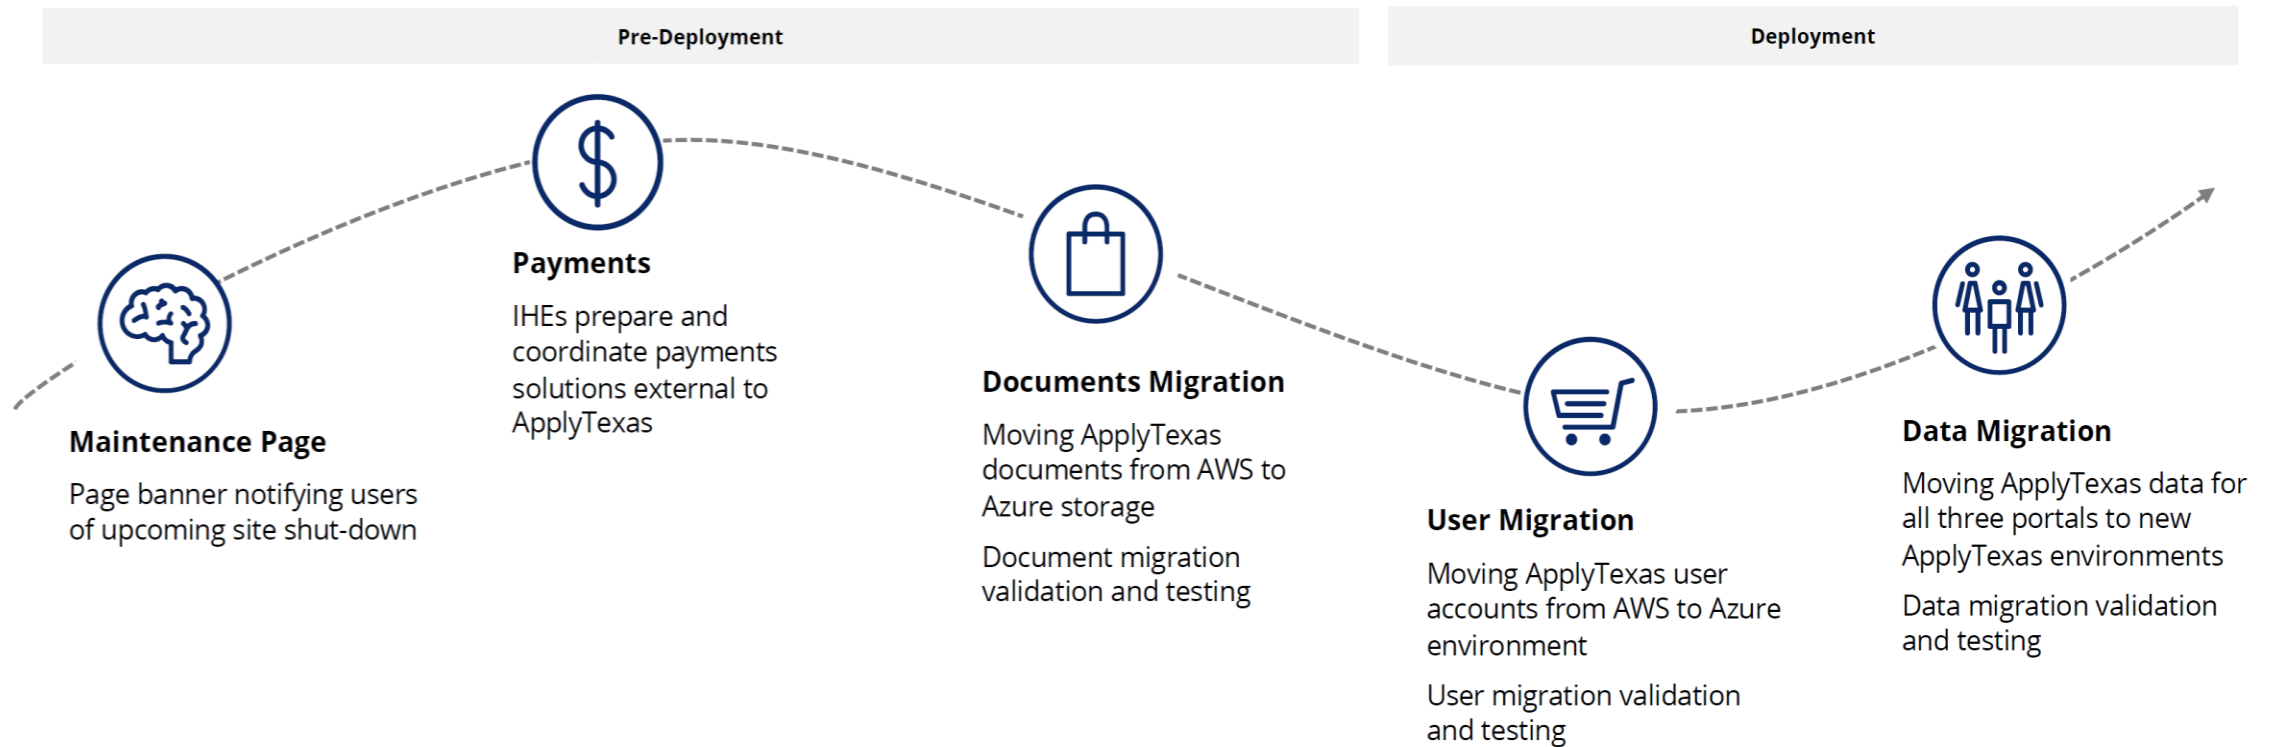 Pre-Deployment
Deployment
Maintenance Page
Page banner notifying users
of upcoming site shut-down
Payments
IHEs prepare and
coordinate payments
solutions external to
ApplyTexas
Documents Migration
Moving ApplyTexas
documents from AWS to
Azure storage
Document migration
validation and testing
User Migration
Moving ApplyTexas user
accounts from AWS to Azure
environment
User migration validation
and testing
Data Migration
Moving ApplyTexas data for
all three portals to new
ApplyTexas environments
Data migration validation
and testing